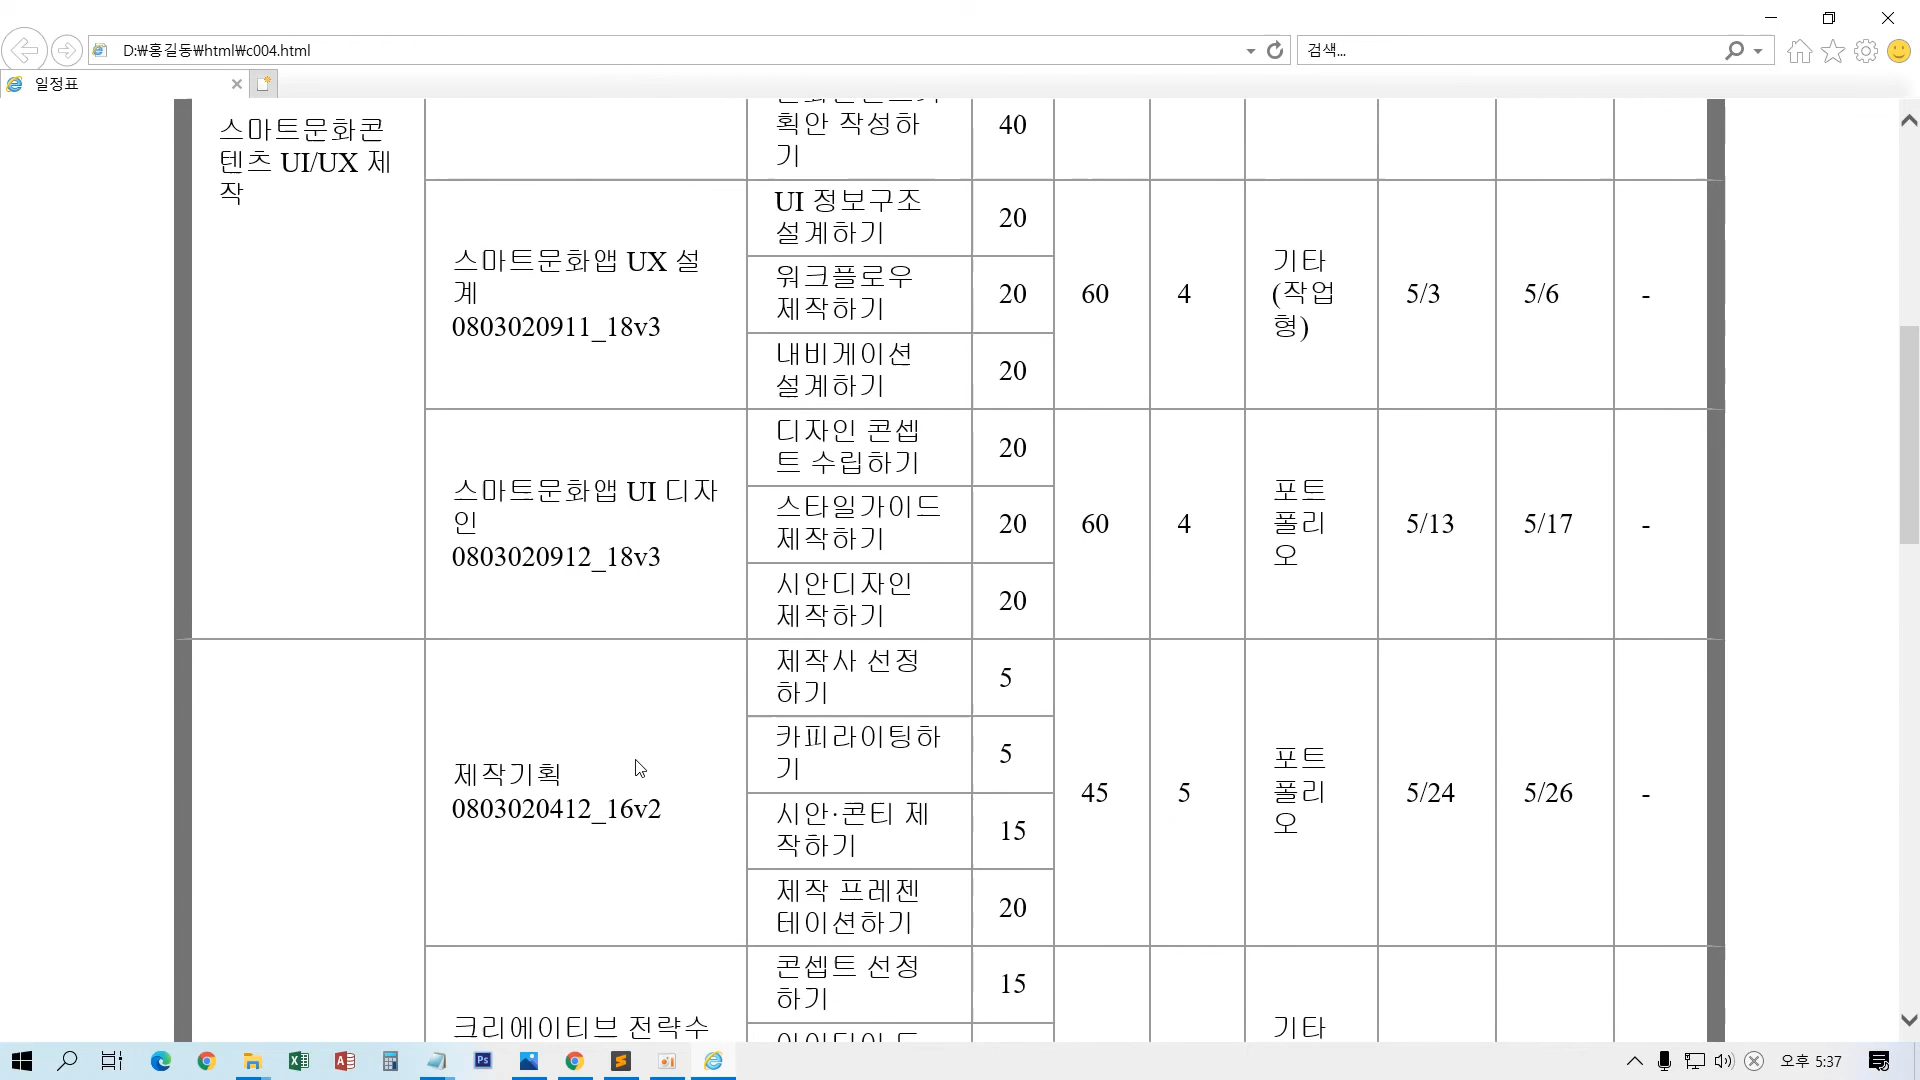 D:₩홍길동₩html₩c004.html
검색...
일정표
스마트문화콘
텐츠 UI/UX 제
작
획안 작성하
기
40
스마트문화앱 UX 설
계
0803020911_18v3
UI 정보구조
설계하기
20
워크플로우
제작하기
20
내비게이션
설계하기
20
60
4
기타
(작업
형)
5/3
5/6
-
스마트문화앱 UI 디자
인
0803020912_18v3
디자인 콘셉
트 수립하기
20
스타일가이드
제작하기
20
시안디자인
제작하기
20
60
4
포트
폴리
오
5/13
5/17
-
제작기획
0803020412_16v2
제작사 선정
하기
5
카피라이팅하
기
5
시안·콘티 제
작하기
15
제작 프레젠
테이션하기
20
45
5
포트
폴리
오
5/24
5/26
-
크리에이티브 전략수
콘셉트 선정
하기
15
기타
오후 5:37